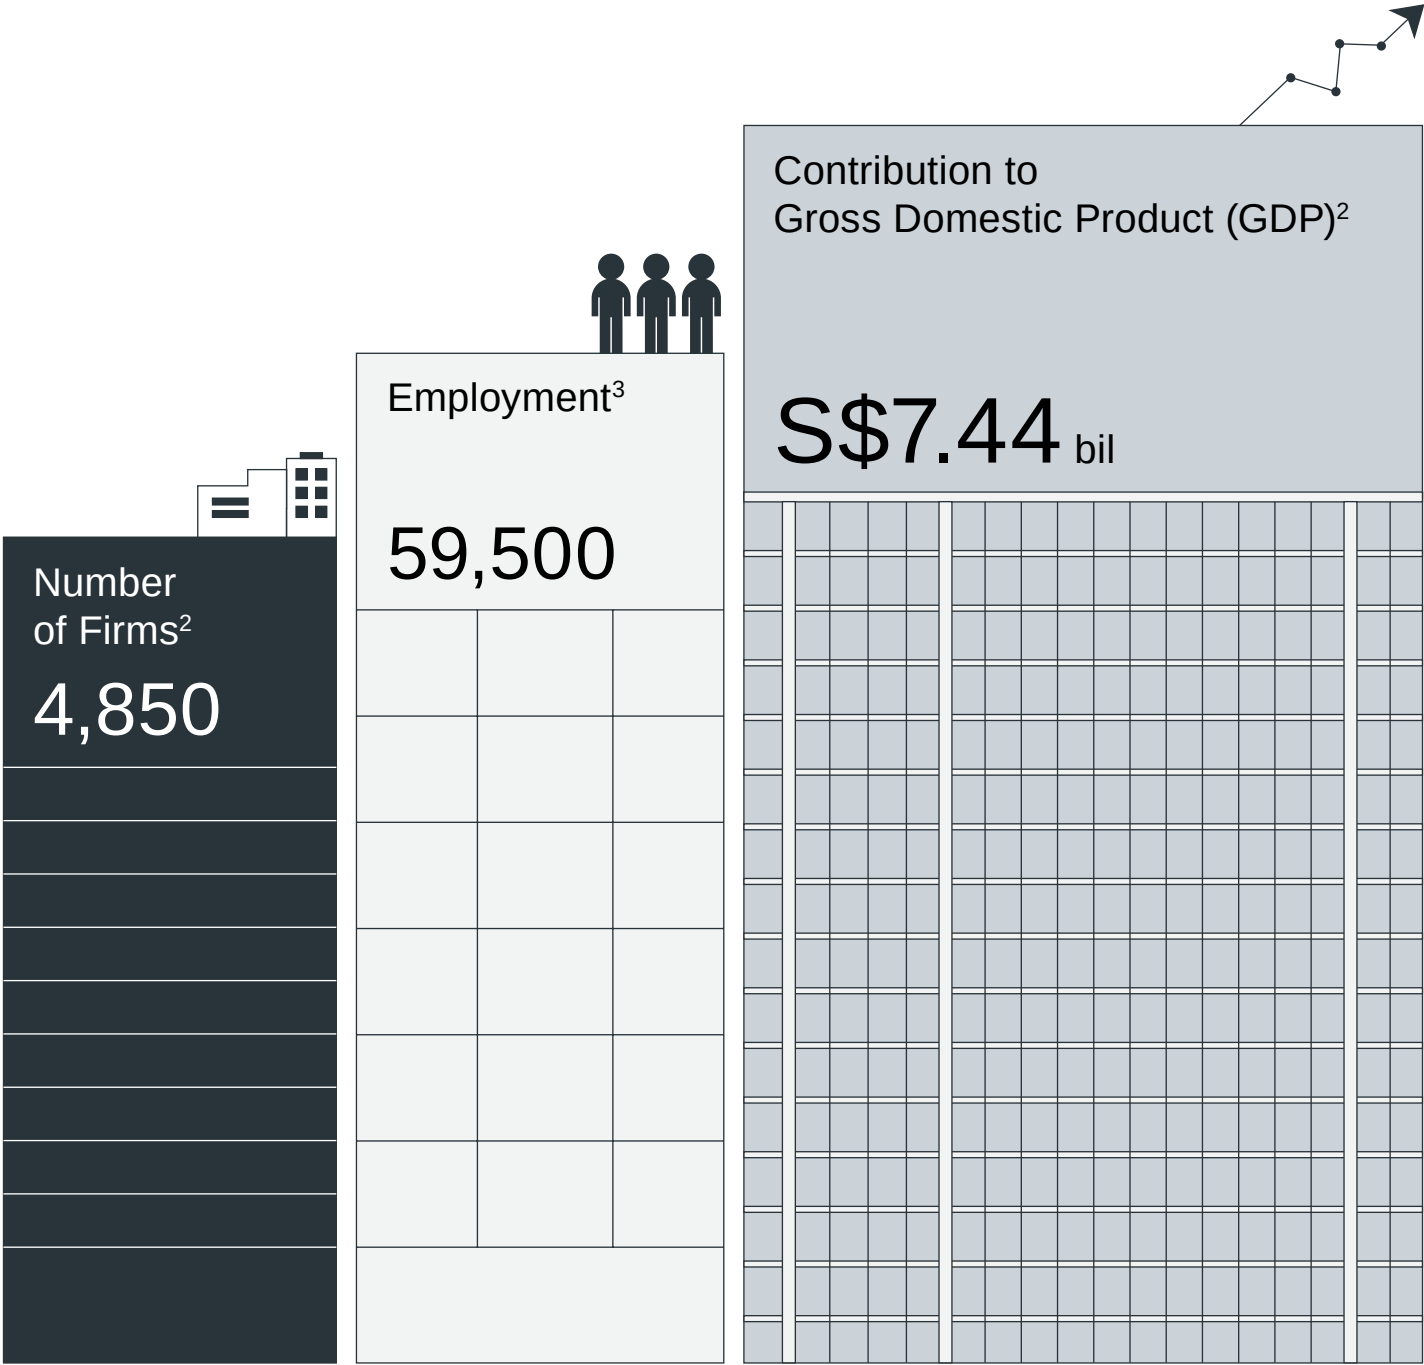 Number
of Firms²
4,850
Employment³
59,500
Contribution to
Gross Domestic Product (GDP)²
S$7.44 bil